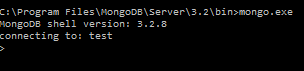 C:\Program Files\MongoDB\Server\3.2\bin>mongo.exe
MongoDB shell version: 3.2.8
connecting to: test
>